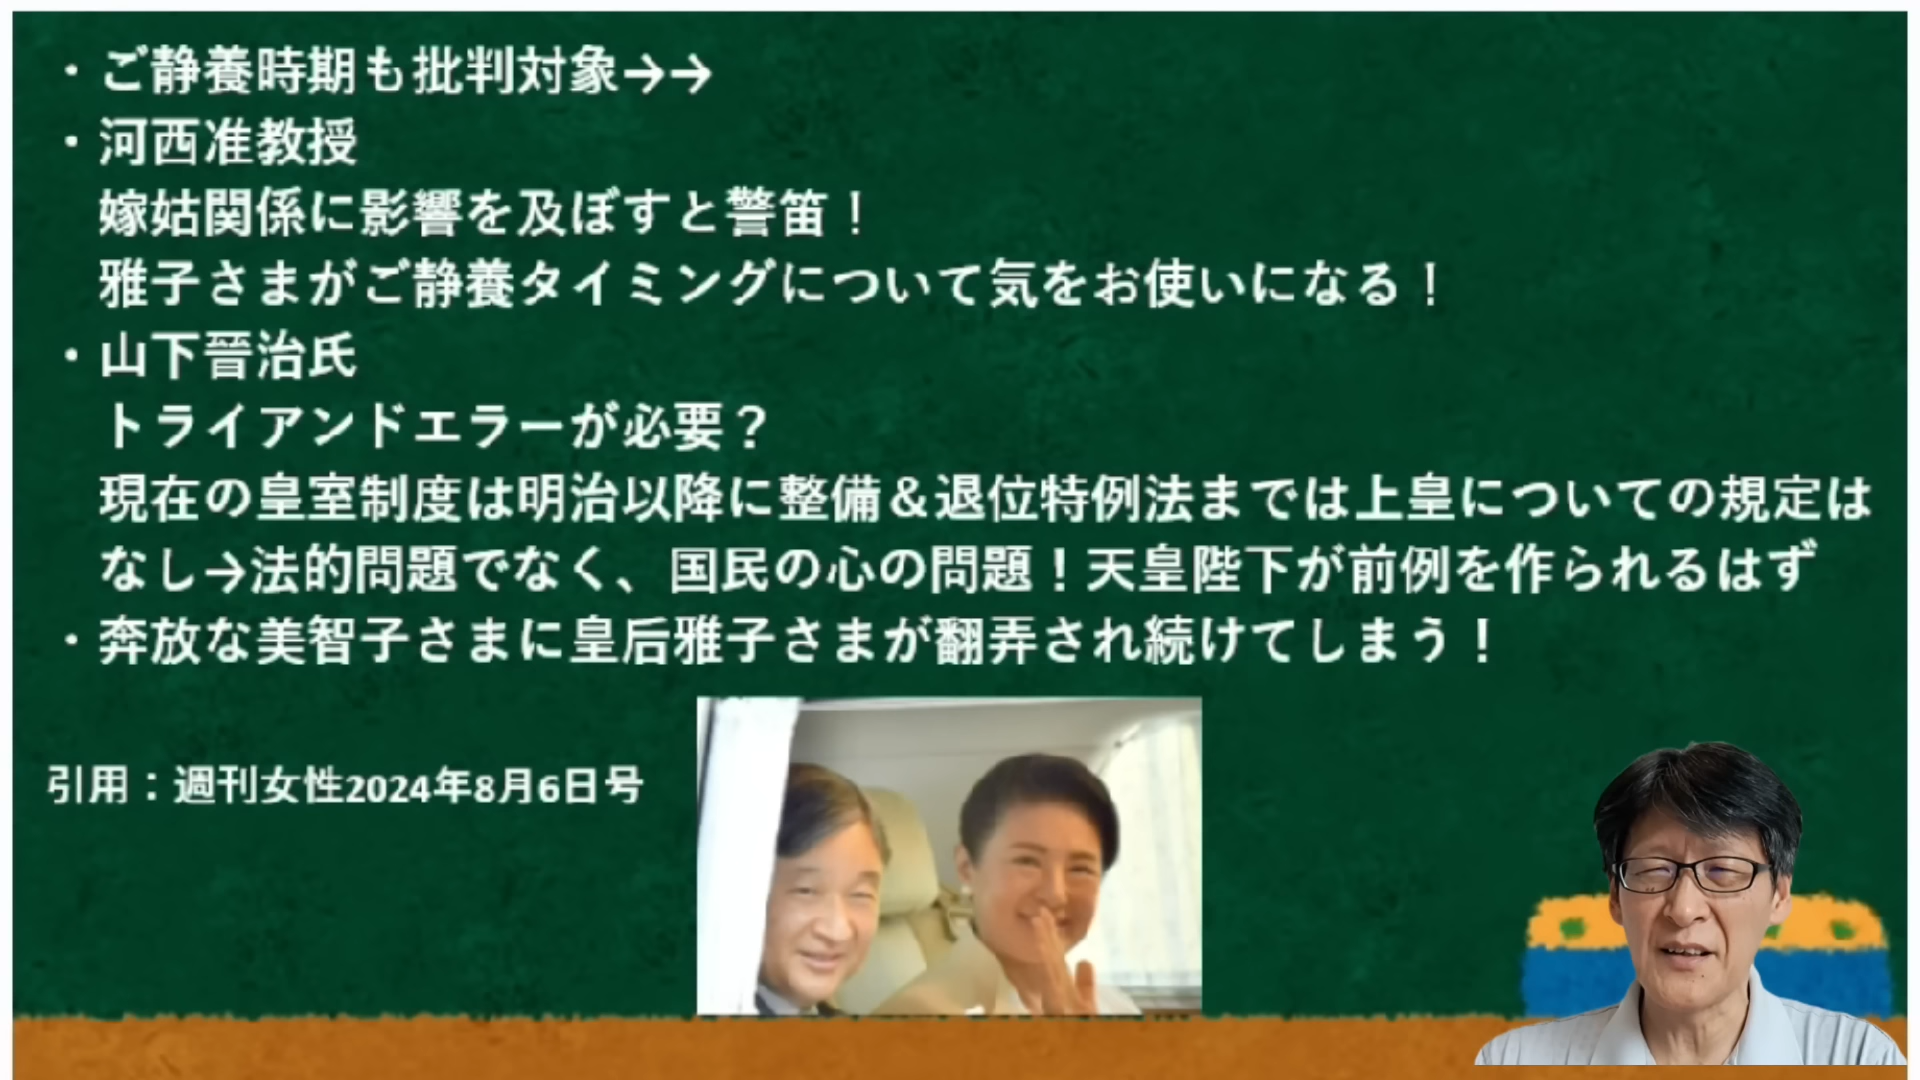 ・ご静養時期も批判対象→→
・河西准教授
嫁姑関係に影響を及ぼすと警笛！
雅子さまがご静養タイミングについて気をお使いになる！
・山下晉治氏
トライアンドエラーが必要？
現在の皇室制度は明治以降に整備＆退位特例法までは上皇についての規定は
なし→法的問題でなく、国民の心の問題！天皇陛下が前例を作られるはず
・奔放な美智子さまに皇后雅子さまが翻弄され続けてしまう！
引用：週刊女性2024年8月6日号